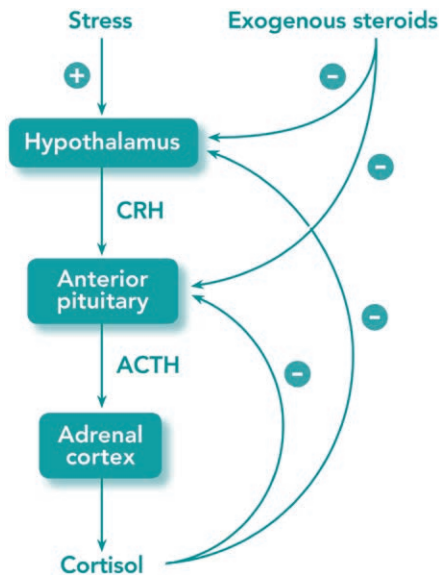 Stress
Exogenous steroids
+
-
Hypothalamus
-
CRH
Anterior
pituitary
-
ACTH
-
Adrenal
cortex
Cortisol